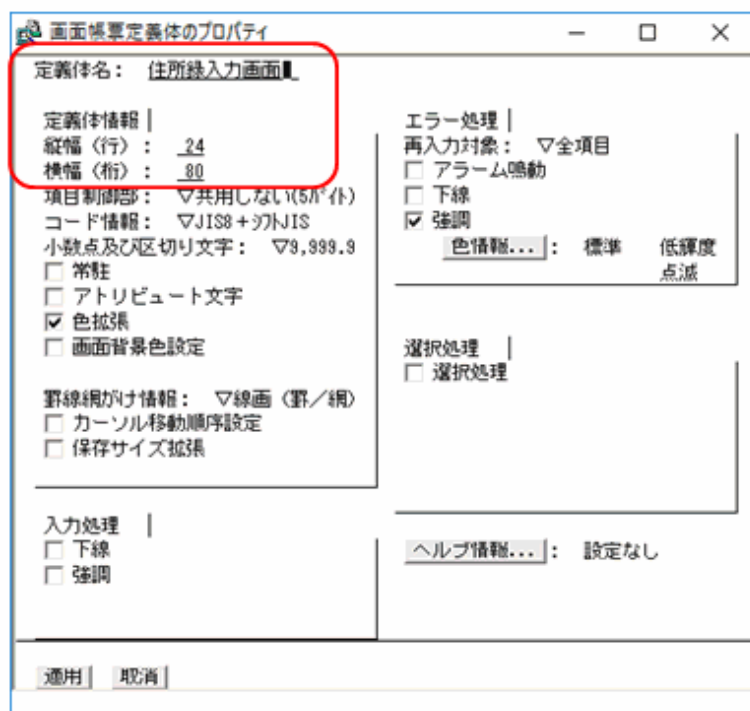 画面帳票定義体のプロパティ
定義体名： 住所録入力画面
定義体情報
縦幅（行）： 24
横幅（桁）： 80
項目制御部： ▽共用しない(5ﾊﾞｲﾄ)
コード情報： ▽JIS8＋ｼﾌﾄJIS
小数点及び区切り文字： ▽9,999.9
常駐
アトリビュート文字
色拡張
画面背景色設定
罫線網がけ情報： ▽線画（罫／網）
カーソル移動順序設定
保存サイズ拡張
入力処理
下線
強調
エラー処理
再入力対象： ▽全項目
アラーム鳴動
下線
強調
色情報...： 標準 低輝度
点滅
選択処理
選択処理
ヘルプ情報...： 設定なし
適用 取消